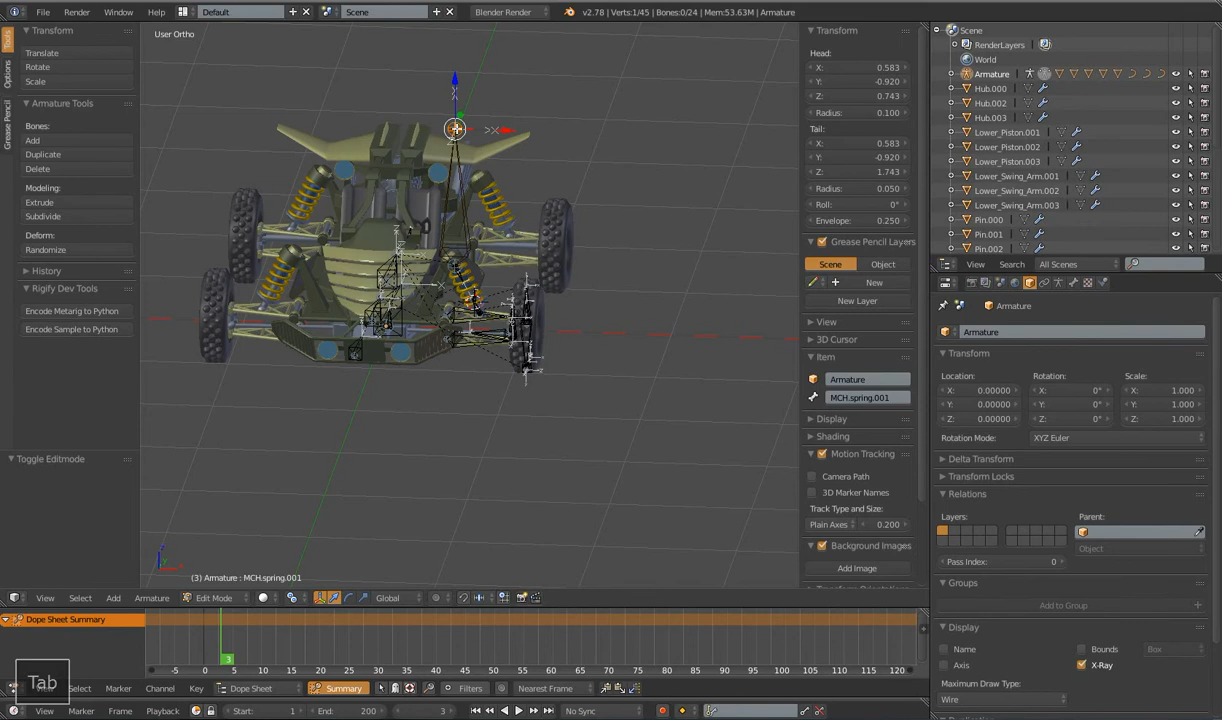 File Render Window Help Default Scene Blender Render v2.78 | Verts:1/45 | Bones:0/24 | Mem:53.63M | Armature
Tools
Options
Grease Pencil
Transform
Translate
Rotate
Scale
Armature Tools
Bones:
Add
Duplicate
Delete
Modeling:
Extrude
Subdivide
Deform:
Randomize
History
Rigify Dev Tools
Encode Metarig to Python
Encode Sample to Python
Toggle Editmode
User Ortho
(3) Armature : MCH.spring.001
View Select Add Armature Edit Mode Global
Transform
Head:
X: 0.583
Y: -0.920
Z: 0.743
Radius: 0.100
Tail:
X: 0.583
Y: -0.920
Z: 1.743
Radius: 0.050
Roll: 0°
Envelope: 0.250
Grease Pencil Layers
Scene Object
New
New Layer
View
3D Cursor
Item
Armature
MCH.spring.001
Display
Shading
Motion Tracking
Camera Path
3D Marker Names
Track Type and Size:
Plain Axes 0.200
Background Images
Add Image
Scene
RenderLayers
World
Armature
Hub.000
Hub.002
Hub.003
Lower_Piston.001
Lower_Piston.002
Lower_Piston.003
Lower_Swing_Arm.001
Lower_Swing_Arm.002
Lower_Swing_Arm.003
Pin.000
Pin.001
Pin.002
View Search All Scenes
Armature
Armature
Transform
Location: Rotation: Scale:
X: 0.00000 X: 0° X: 1.000
Y: 0.00000 Y: 0° Y: 1.000
Z: 0.00000 Z: 0° Z: 1.000
Rotation Mode: XYZ Euler
Delta Transform
Transform Locks
Relations
Layers: Parent:
Object
Pass Index: 0
Groups
Add to Group
Display
Name Bounds Box
Axis X-Ray
Maximum Draw Type:
Wire
Dope Sheet Summary
3
-5 0 5 10 15 20 25 30 35 40 45 50 55 60 65 70 75 80 85 90 95 100 105 110 115 120
Tab
Select Marker Channel Key Dope Sheet Summary Filters Nearest Frame
View Marker Frame Playback Start: 1 End: 200 3 No Sync